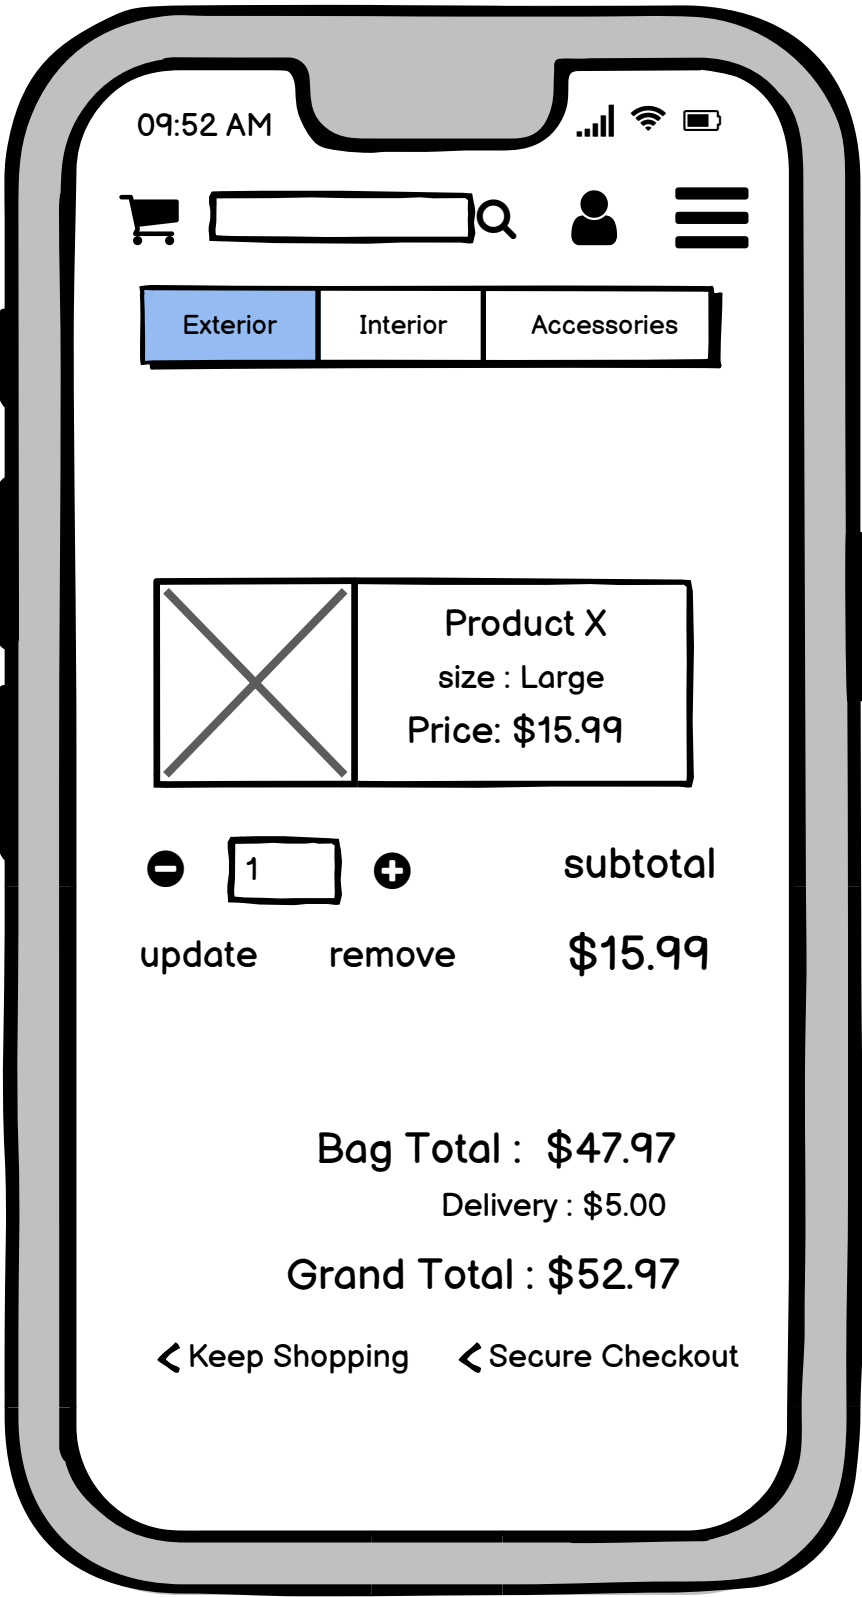 09:52 AM
Exterior Interior Accessories
Product X
size : Large
Price: $15.99
1
subtotal
update remove $15.99
Bag Total : $47.97
Delivery : $5.00
Grand Total : $52.97
Keep Shopping Secure Checkout